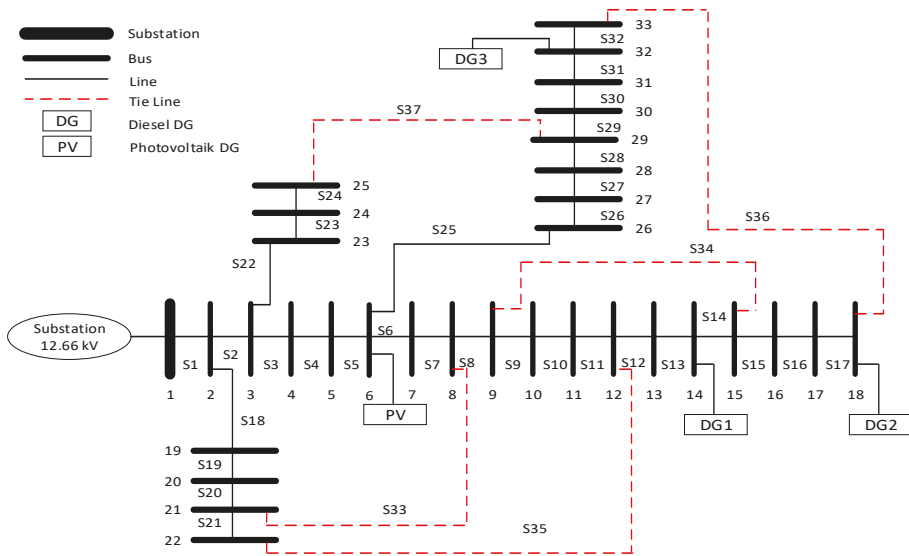 Substation
Bus
Line
Tie Line
DG Diesel DG
PV Photovoltaik DG
33
S32
32
DG3
S31
31
S30
30
S29
29
S28
28
S27
27
S26
26
S37
25
S24
24
S23
23
S22
S25
S36
S34
Substation
12.66 kV
S1 S2 S3 S4 S5 S6 S7 S8 S9 S10 S11 S12 S13 S14 S15 S16 S17
1 2 3 4 5 6 7 8 9 10 11 12 13 14 15 16 17 18
PV DG1 DG2
S18
19
S19
20
S20
21
S21
22
S33
S35